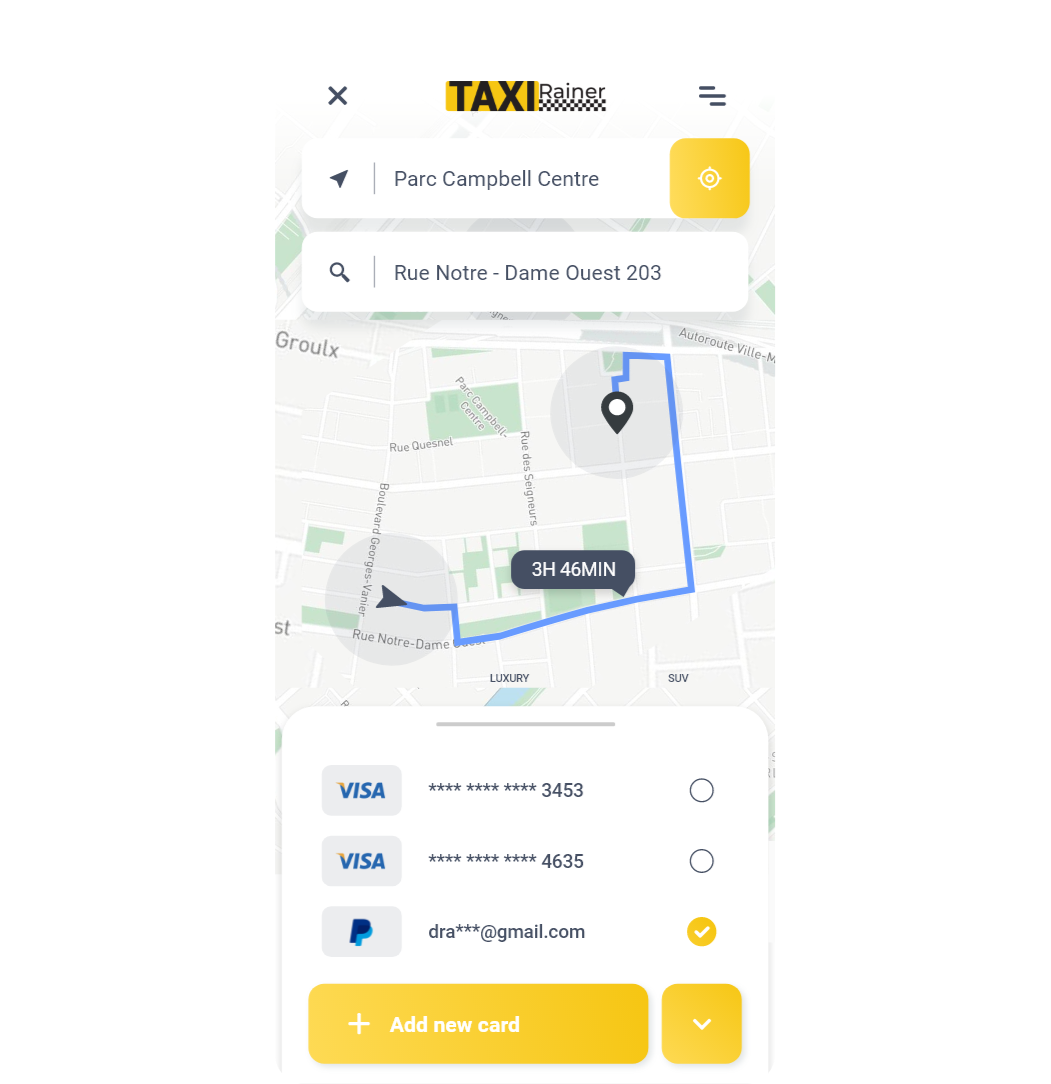 TAXI Rainer
Parc Campbell Centre
Rue Notre - Dame Ouest 203
Groulx
Autoroute Ville-M
Parc Campbell-
Centre
Rue Quesnel
Rue des Seigneurs
Boulevard Georges-Vanier
3H 46MIN
st
Rue Notre-Dame Ouest
LUXURY
SUV
VISA
**** **** **** 3453
VISA
**** **** **** 4635
dra***@gmail.com
Add new card